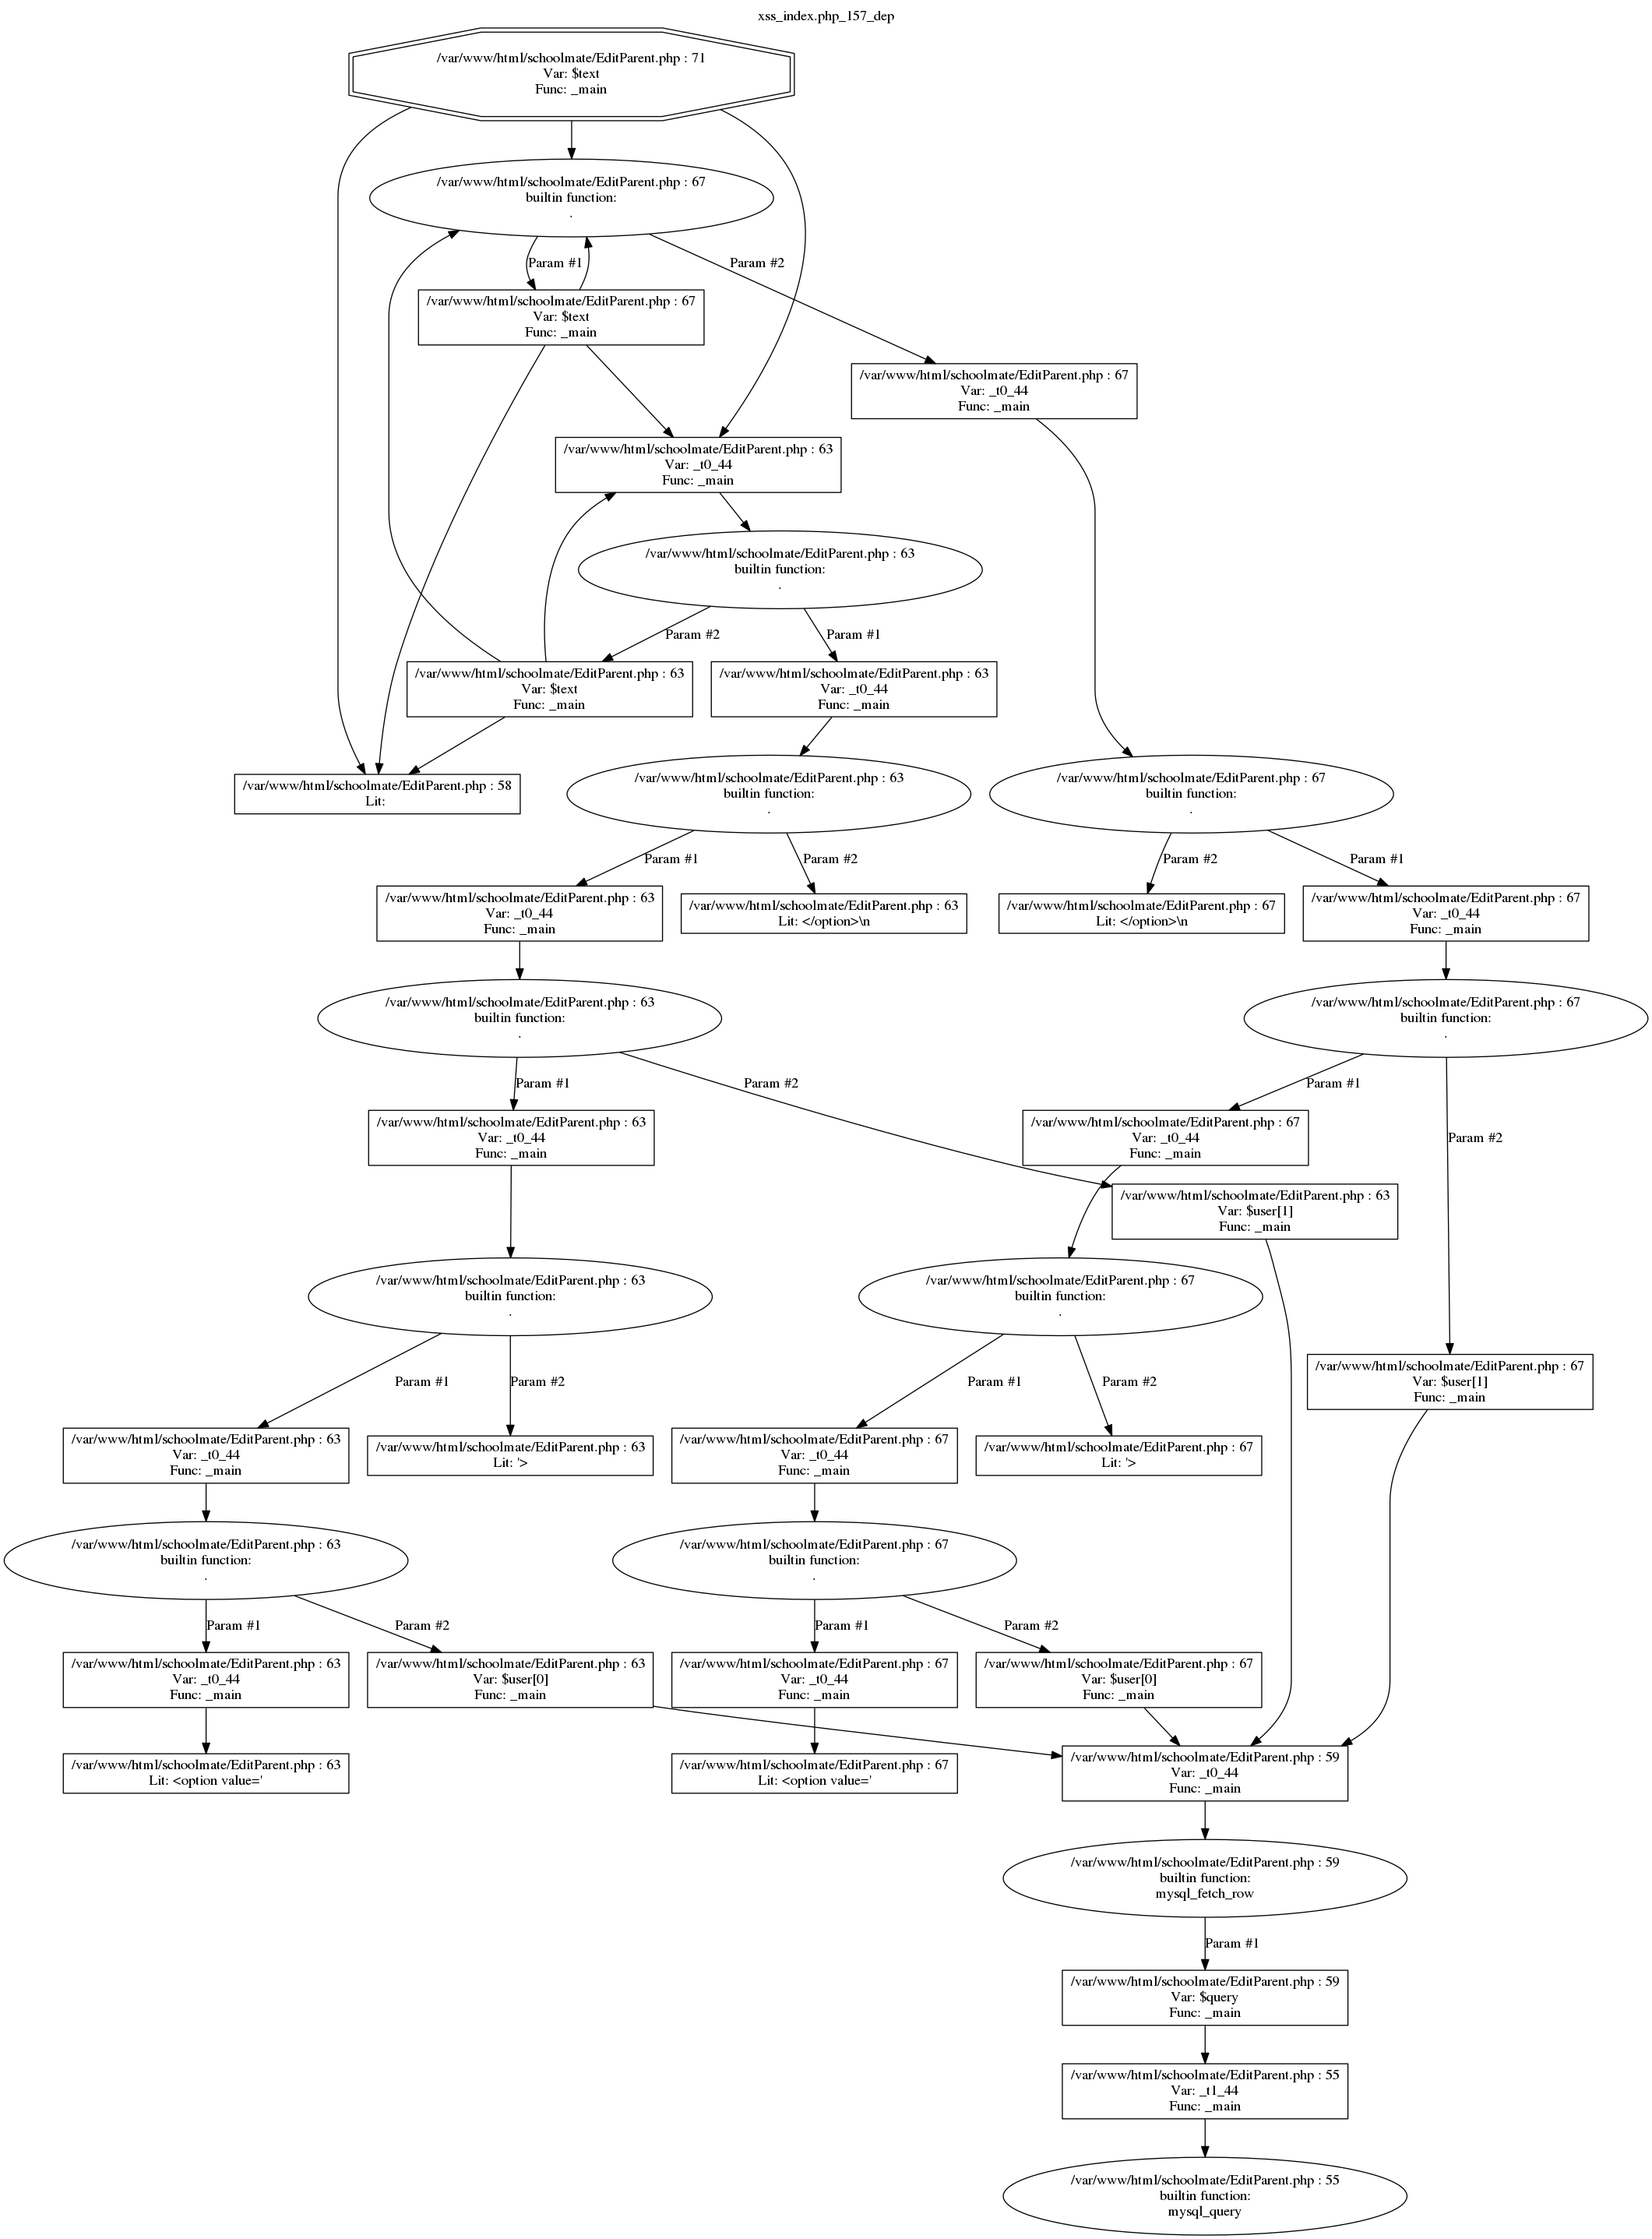 xss_index.php_157_dep
/var/www/html/schoolmate/EditParent.php : 71
Var: $text
Func: _main
/var/www/html/schoolmate/EditParent.php : 67
builtin function:
.
Param #1
Param #2
/var/www/html/schoolmate/EditParent.php : 67
Var: $text
Func: _main
/var/www/html/schoolmate/EditParent.php : 67
Var: _t0_44
Func: _main
/var/www/html/schoolmate/EditParent.php : 63
Var: _t0_44
Func: _main
/var/www/html/schoolmate/EditParent.php : 63
builtin function:
.
Param #2
Param #1
/var/www/html/schoolmate/EditParent.php : 63
Var: $text
Func: _main
/var/www/html/schoolmate/EditParent.php : 63
Var: _t0_44
Func: _main
/var/www/html/schoolmate/EditParent.php : 58
Lit:
/var/www/html/schoolmate/EditParent.php : 63
builtin function:
.
/var/www/html/schoolmate/EditParent.php : 67
builtin function:
.
Param #1
Param #2
Param #2
Param #1
/var/www/html/schoolmate/EditParent.php : 63
Var: _t0_44
Func: _main
/var/www/html/schoolmate/EditParent.php : 63
Lit: </option>\n
/var/www/html/schoolmate/EditParent.php : 67
Lit: </option>\n
/var/www/html/schoolmate/EditParent.php : 67
Var: _t0_44
Func: _main
/var/www/html/schoolmate/EditParent.php : 63
builtin function:
.
/var/www/html/schoolmate/EditParent.php : 67
builtin function:
.
Param #1
Param #2
Param #1
Param #2
/var/www/html/schoolmate/EditParent.php : 63
Var: _t0_44
Func: _main
/var/www/html/schoolmate/EditParent.php : 67
Var: _t0_44
Func: _main
/var/www/html/schoolmate/EditParent.php : 63
Var: $user[1]
Func: _main
/var/www/html/schoolmate/EditParent.php : 63
builtin function:
.
/var/www/html/schoolmate/EditParent.php : 67
builtin function:
.
/var/www/html/schoolmate/EditParent.php : 67
Var: $user[1]
Func: _main
Param #1
Param #2
Param #1
Param #2
/var/www/html/schoolmate/EditParent.php : 63
Var: _t0_44
Func: _main
/var/www/html/schoolmate/EditParent.php : 63
Lit: '>
/var/www/html/schoolmate/EditParent.php : 67
Var: _t0_44
Func: _main
/var/www/html/schoolmate/EditParent.php : 67
Lit: '>
/var/www/html/schoolmate/EditParent.php : 63
builtin function:
.
/var/www/html/schoolmate/EditParent.php : 67
builtin function:
.
Param #1
Param #2
Param #1
Param #2
/var/www/html/schoolmate/EditParent.php : 63
Var: _t0_44
Func: _main
/var/www/html/schoolmate/EditParent.php : 63
Var: $user[0]
Func: _main
/var/www/html/schoolmate/EditParent.php : 67
Var: _t0_44
Func: _main
/var/www/html/schoolmate/EditParent.php : 67
Var: $user[0]
Func: _main
/var/www/html/schoolmate/EditParent.php : 63
Lit: <option value='
/var/www/html/schoolmate/EditParent.php : 67
Lit: <option value='
/var/www/html/schoolmate/EditParent.php : 59
Var: _t0_44
Func: _main
/var/www/html/schoolmate/EditParent.php : 59
builtin function:
mysql_fetch_row
Param #1
/var/www/html/schoolmate/EditParent.php : 59
Var: $query
Func: _main
/var/www/html/schoolmate/EditParent.php : 55
Var: _t1_44
Func: _main
/var/www/html/schoolmate/EditParent.php : 55
builtin function:
mysql_query